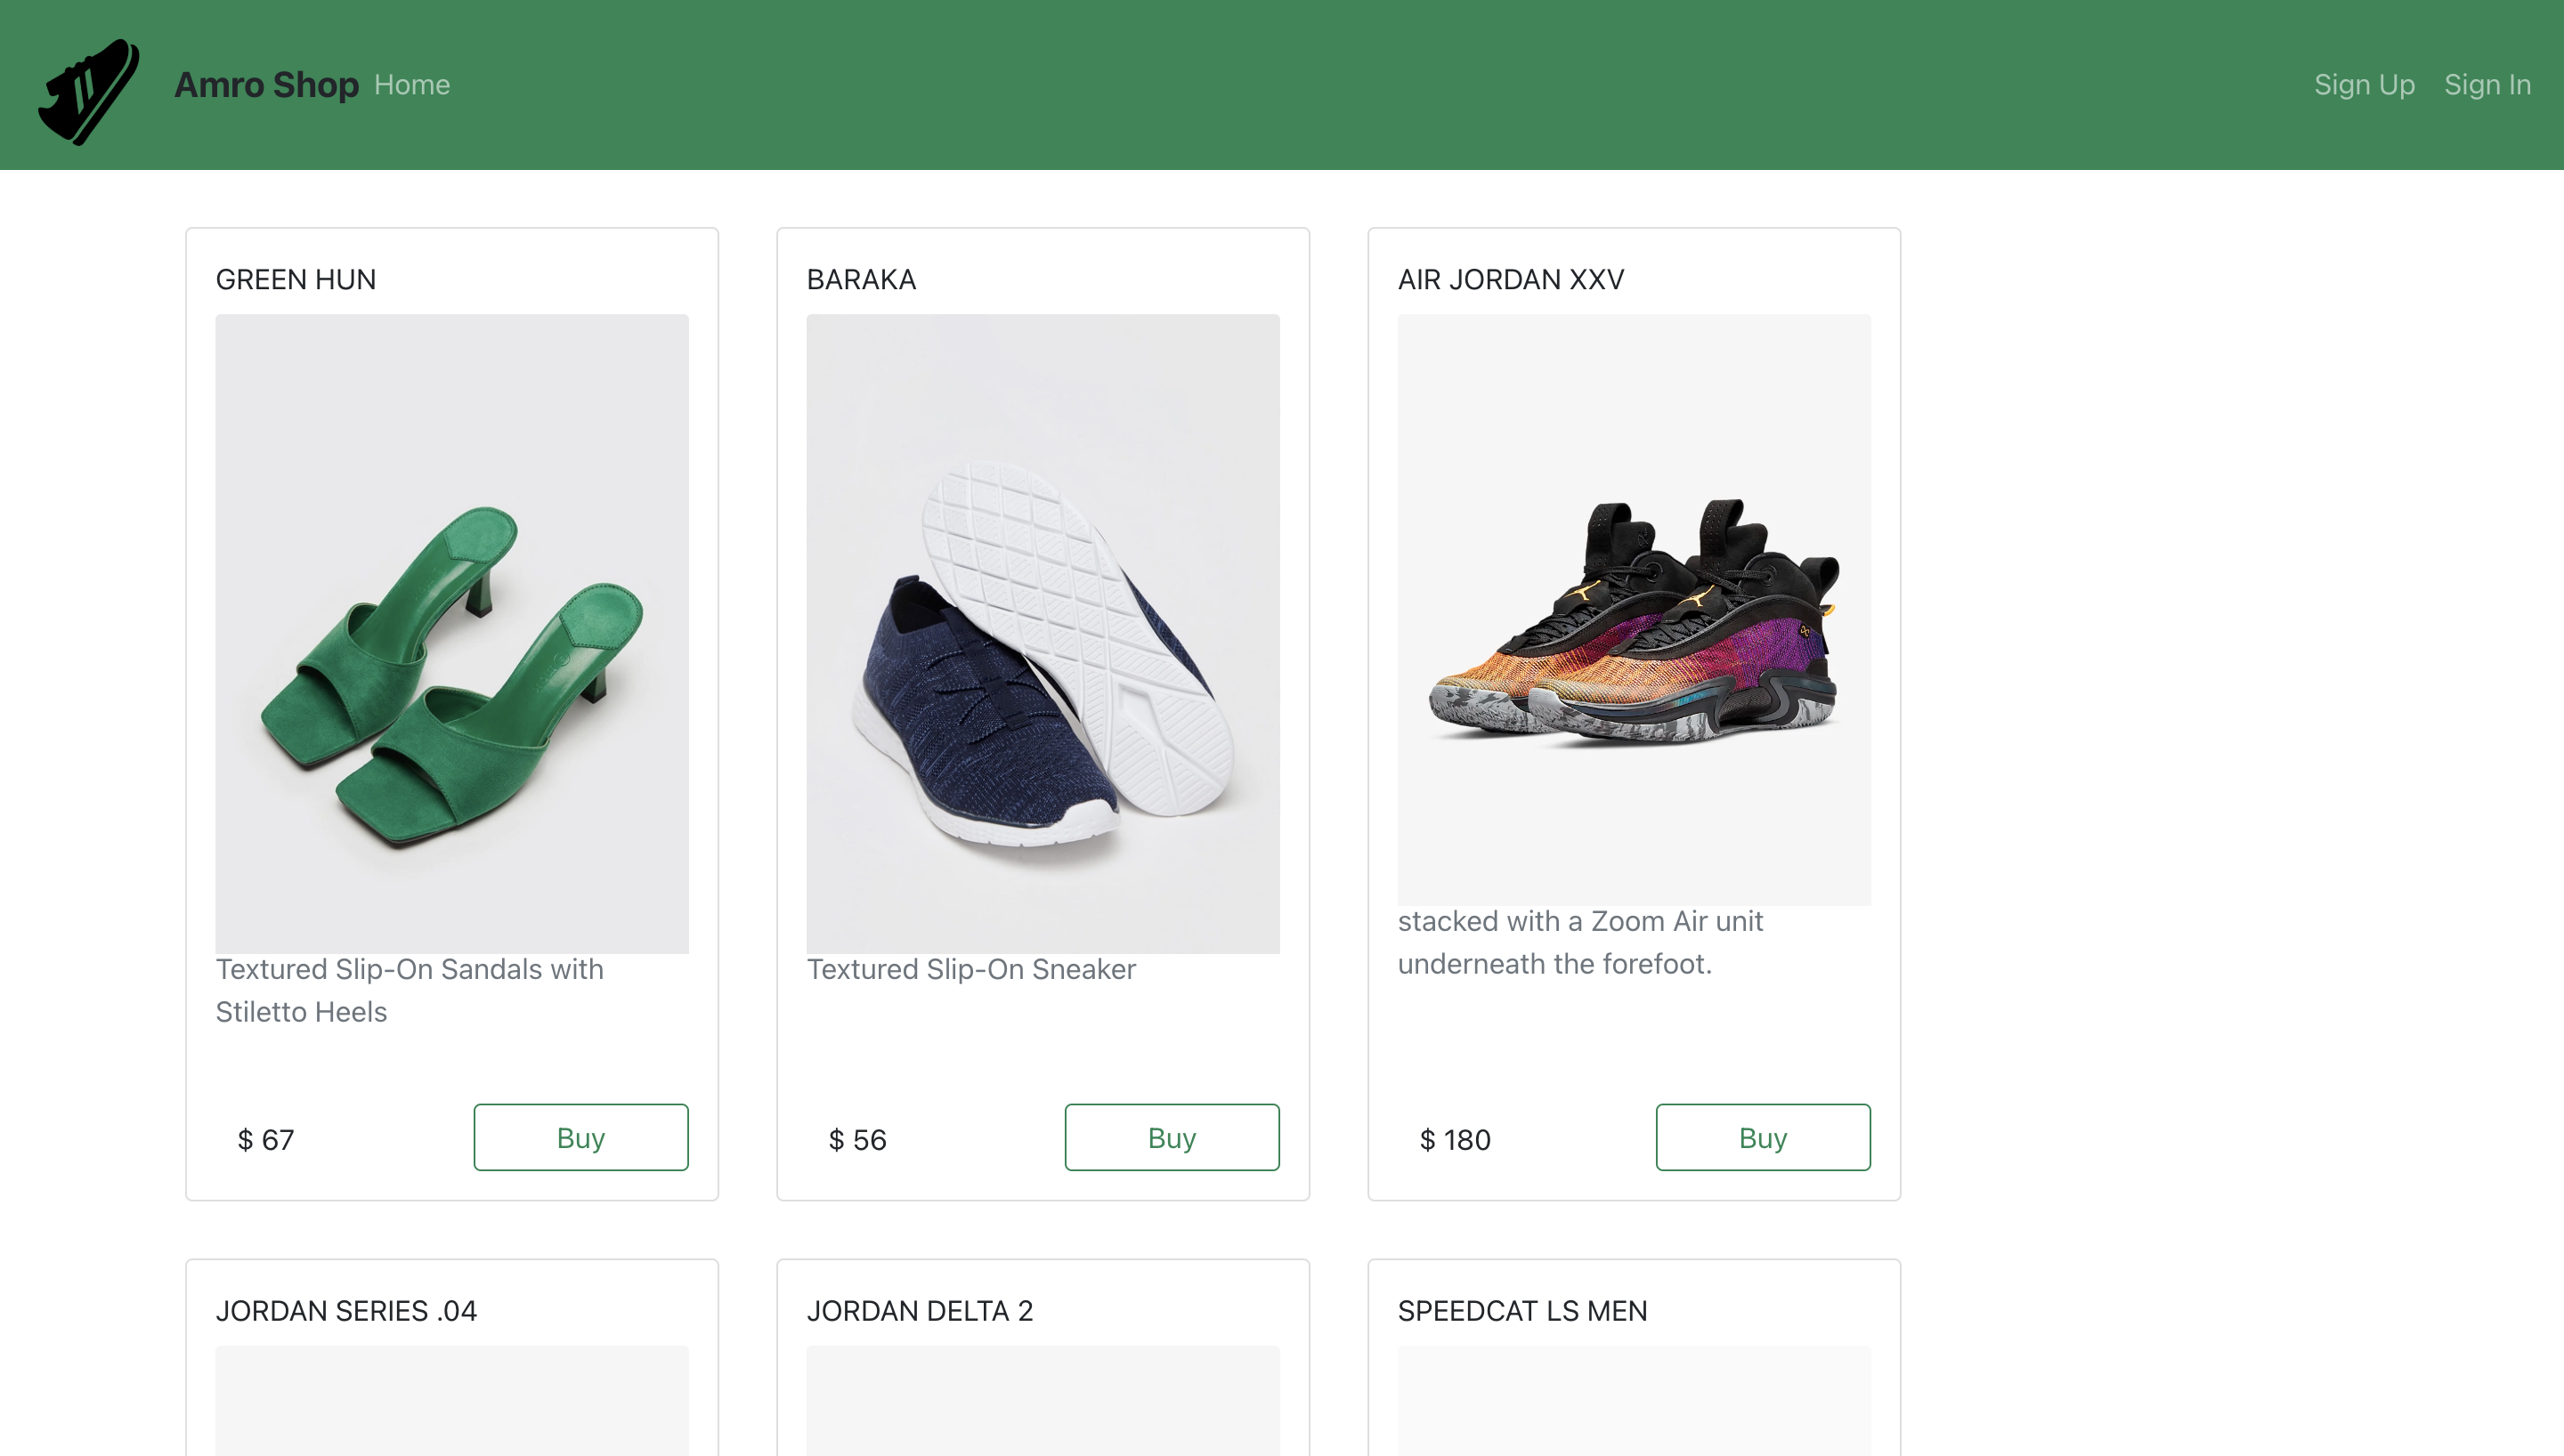 Amro Shop Home Sign Up Sign In
GREEN HUN
Textured Slip-On Sandals with
Stiletto Heels
$ 67 Buy
BARAKA
Textured Slip-On Sneaker
$ 56 Buy
AIR JORDAN XXV
stacked with a Zoom Air unit
underneath the forefoot.
$ 180 Buy
JORDAN SERIES .04
JORDAN DELTA 2
SPEEDCAT LS MEN